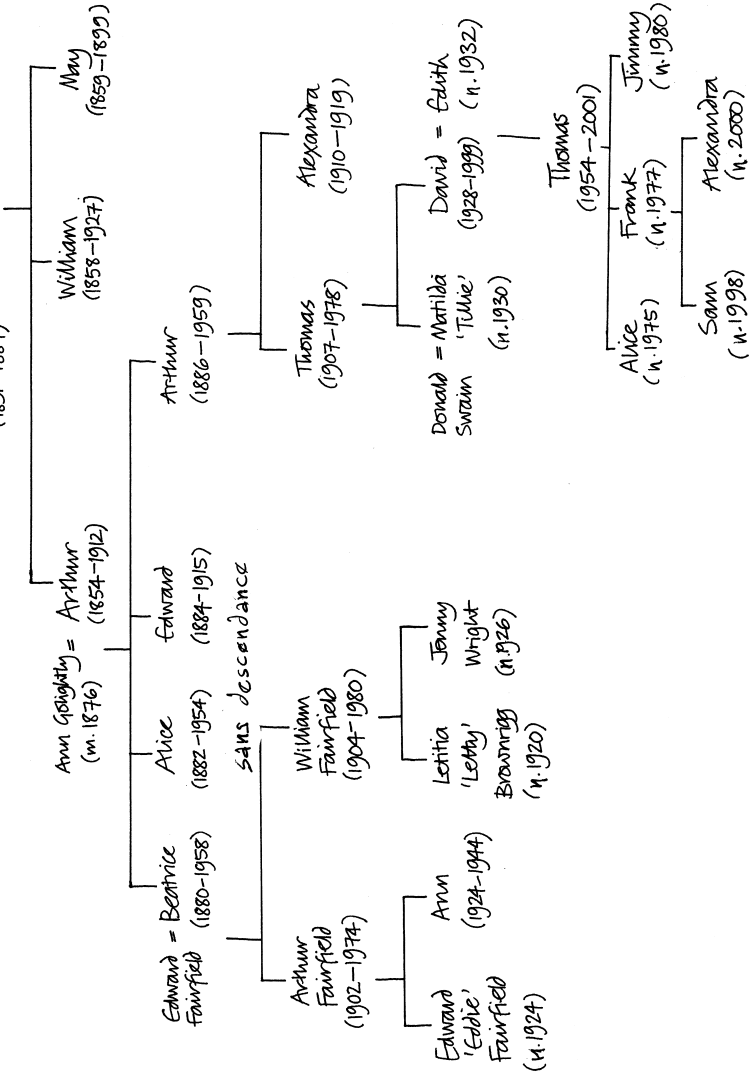 Ann Golightly = Arthur
(m.1876)
(1854–1912)
William
(1858–1927)
May
(1859–1899)
Edward = Beatrice
Fairfield
(1880–1958)
Alice
(1882–1954)
Edward
(1884–1915)
Arthur
(1886–1959)
sans descendance
Arthur
Fairfield
(1902–1974)
William
Fairfield
(1904–1980)
Thomas
(1907–1978)
Alexandra
(1910–1919)
Edward
'Eddie'
Fairfield
(n.1924)
Ann
(1924–1944)
Letitia
'Letty'
Brownrigg
(n.1920)
Jenny
Wright
(n.1926)
Donald = Matilda
Swain 'Tillie'
(n.1930)
David = Edith
(1928–1999) (n.1932)
Thomas
(1954–2001)
Alice
(n.1975)
Frank
(n.1977)
Jimmy
(n.1980)
Sam
(n.1998)
Alexandra
(n.2000)